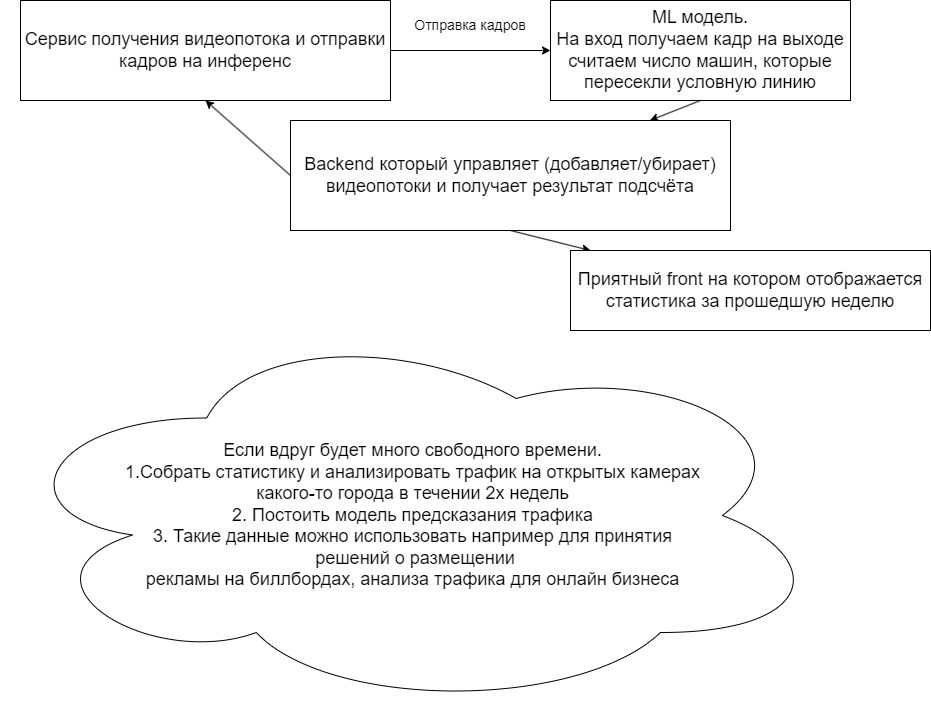 Сервис получения видеопотока и отправки
кадров на инференс
Отправка кадров
ML модель.
На вход получаем кадр на выходе
считаем число машин, которые
пересекли условную линию
Backend который управляет (добавляет/убирает)
видеопотоки и получает результат подсчёта
Приятный front на котором отображается
статистика за прошедшую неделю
Если вдруг будет много свободного времени.
1.Собрать статистику и анализировать трафик на открытых камерах
какого-то города в течении 2х недель
2. Постоить модель предсказания трафика
3. Такие данные можно использовать например для принятия
решений о размещении
рекламы на биллбордах, анализа трафика для онлайн бизнеса